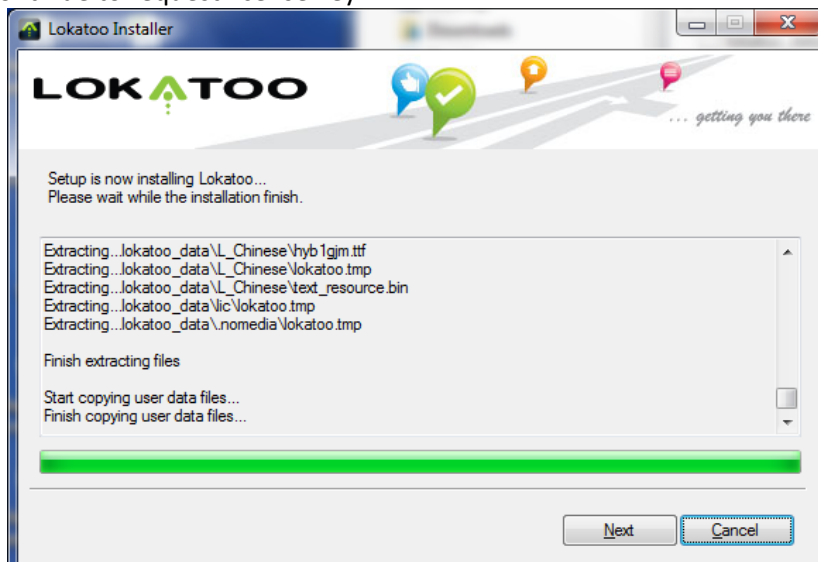 Lokatoo Installer
LOKATOO
... getting you there
Setup is now installing Lokatoo...
Please wait while the installation finish.
Extracting...lokatoo_data\L_Chinese\hyb1gjm.ttf
Extracting...lokatoo_data\L_Chinese\lokatoo.tmp
Extracting...lokatoo_data\L_Chinese\text_resource.bin
Extracting...lokatoo_data\lic\lokatoo.tmp
Extracting...lokatoo_data\.nomedia\lokatoo.tmp
Finish extracting files
Start copying user data files...
Finish copying user data files...
Next
Cancel